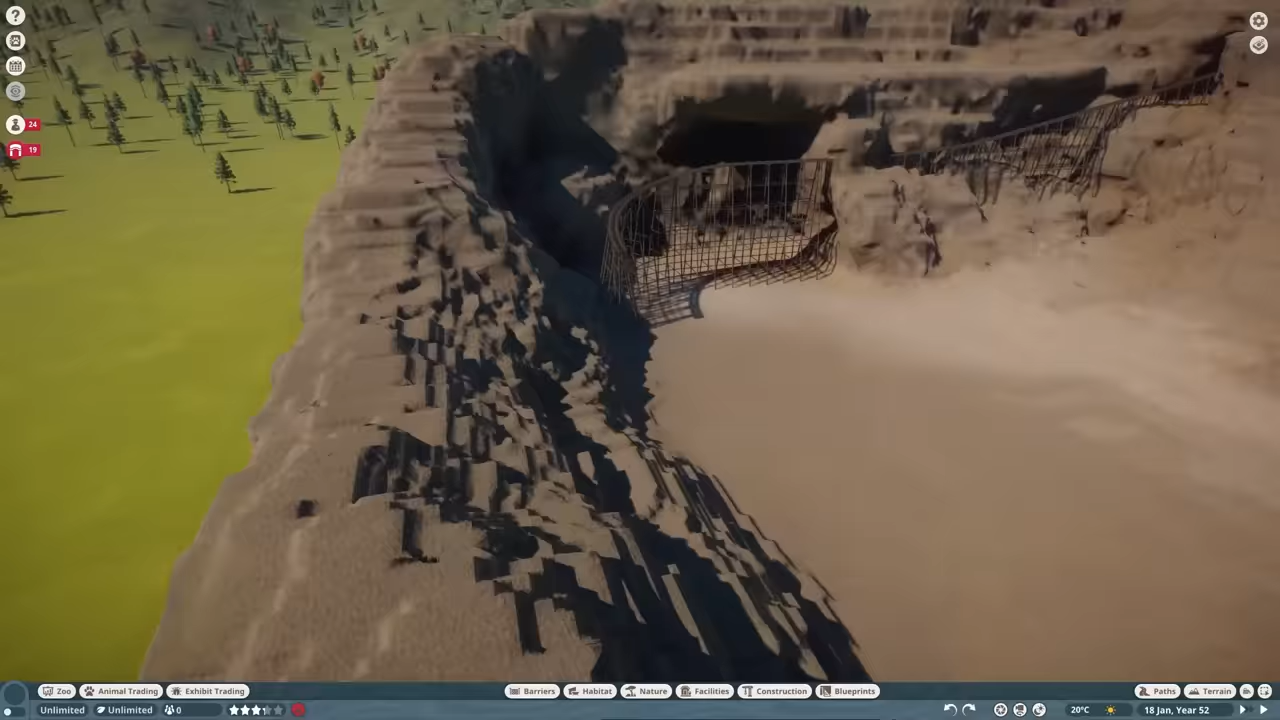 ?
24
19
Zoo Animal Trading Exhibit Trading Barriers Habitat Nature Facilities Construction Blueprints Paths Terrain
Unlimited Unlimited 0 20°C 18 Jan, Year 52